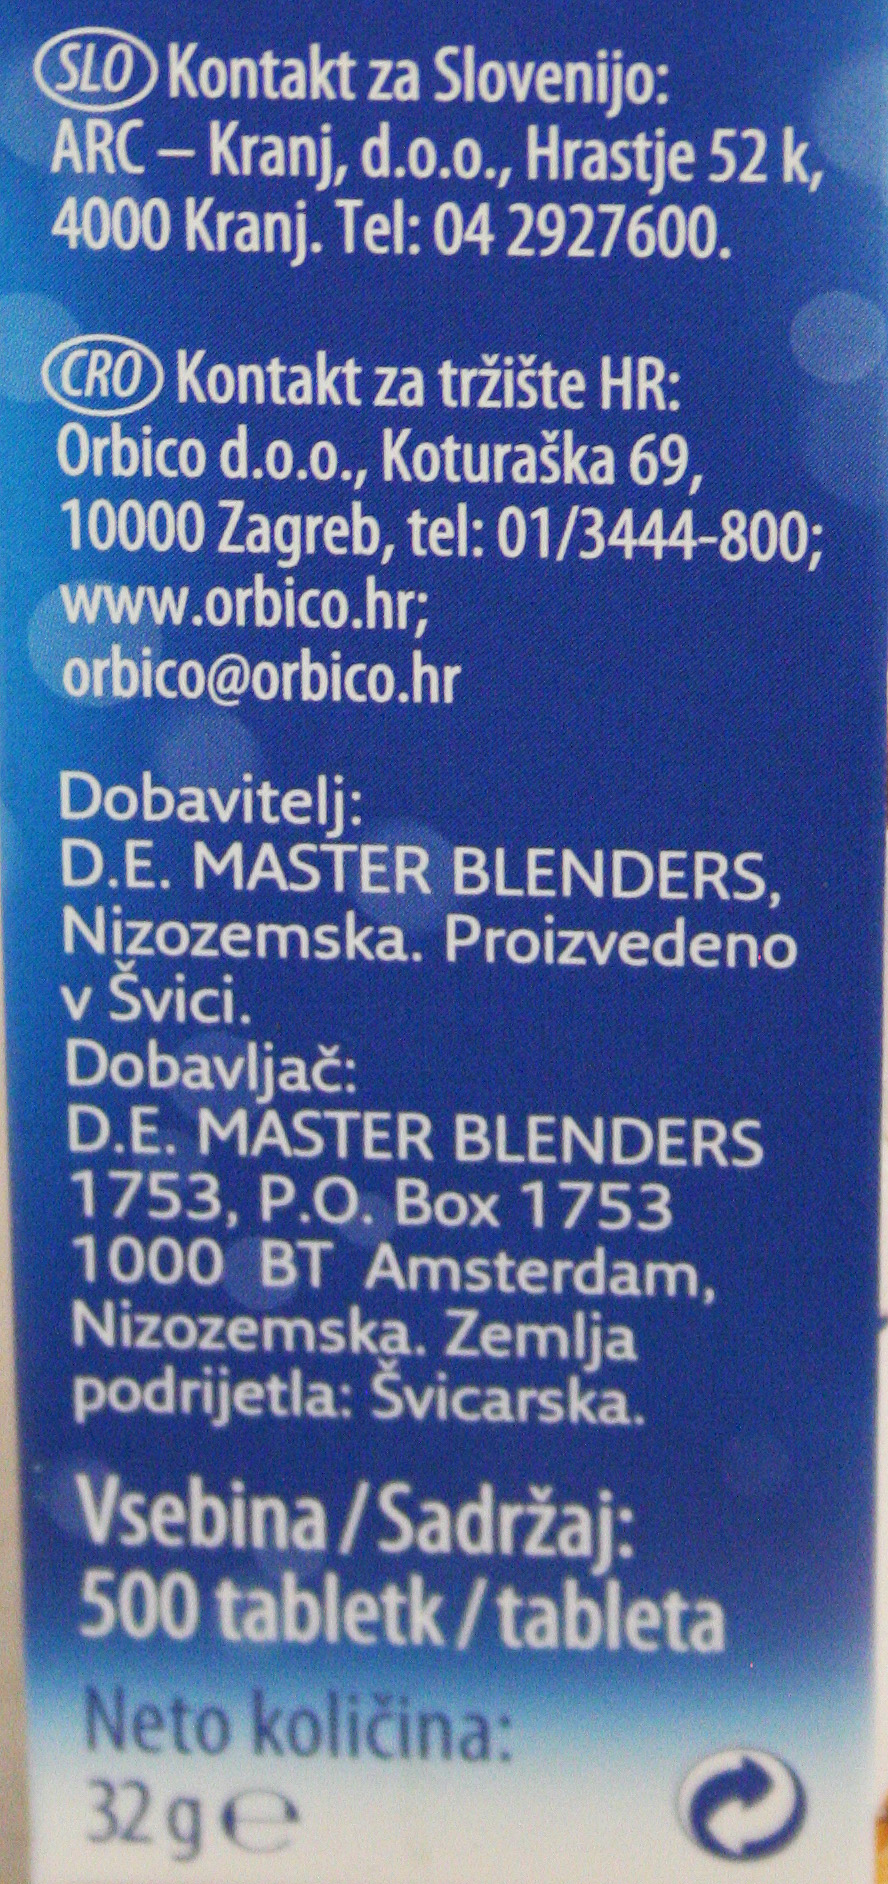 SLO Kontakt za Slovenijo:
ARC – Kranj, d.o.o., Hrastje 52 k,
4000 Kranj. Tel: 04 2927600.
CRO Kontakt za tržište HR:
Orbico d.o.o., Koturaška 69,
10000 Zagreb, tel: 01/3444-800;
www.orbico.hr;
orbico@orbico.hr
Dobavitelj:
D.E. MASTER BLENDERS,
Nizozemska. Proizvedeno
v Švici.
Dobavljač:
D.E. MASTER BLENDERS
1753, P.O. Box 1753
1000 BT Amsterdam,
Nizozemska. Zemlja
podrijetla: Švicarska.
Vsebina / Sadržaj:
500 tabletk / tableta
Neto količina:
32 g ℮